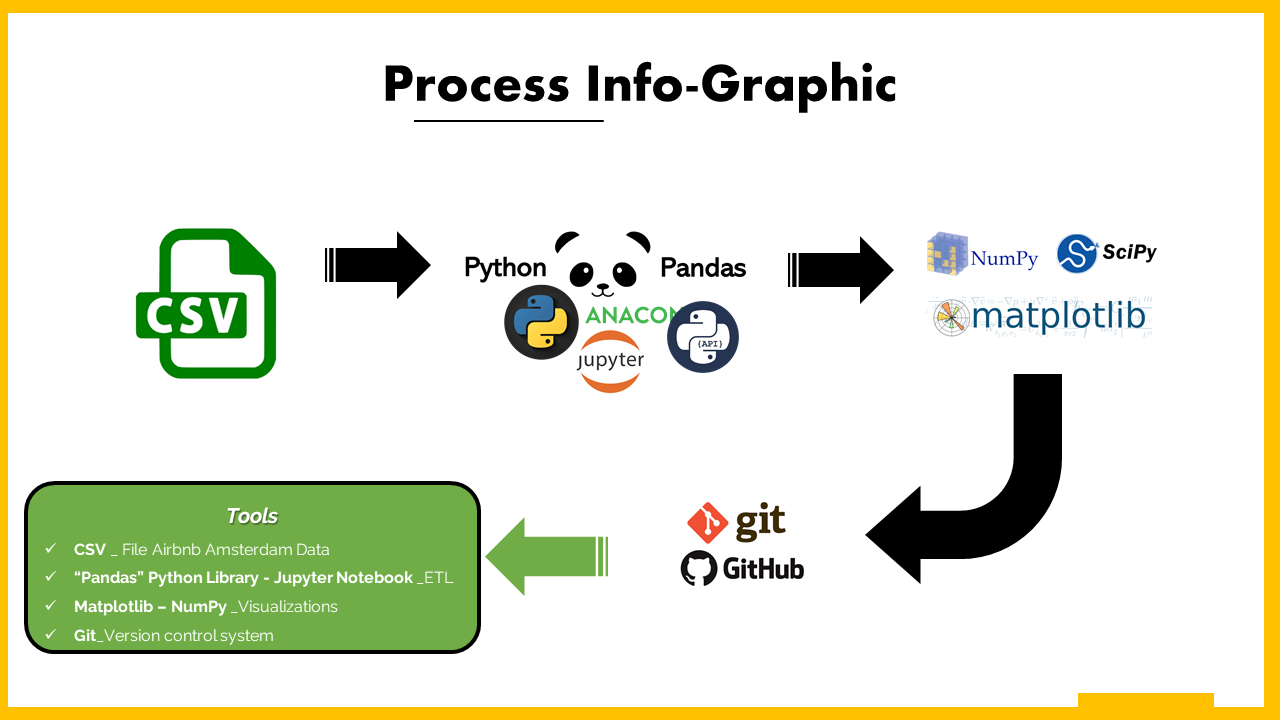 Process Info-Graphic
CSV
Python
Pandas
ANACON
{API}
jupyter
NumPy
SciPy
matplotlib
git
GitHub
Tools
✓ CSV _ File Airbnb Amsterdam Data
✓ “Pandas” Python Library - Jupyter Notebook _ETL
✓ Matplotlib – NumPy _Visualizations
✓ Git_Version control system